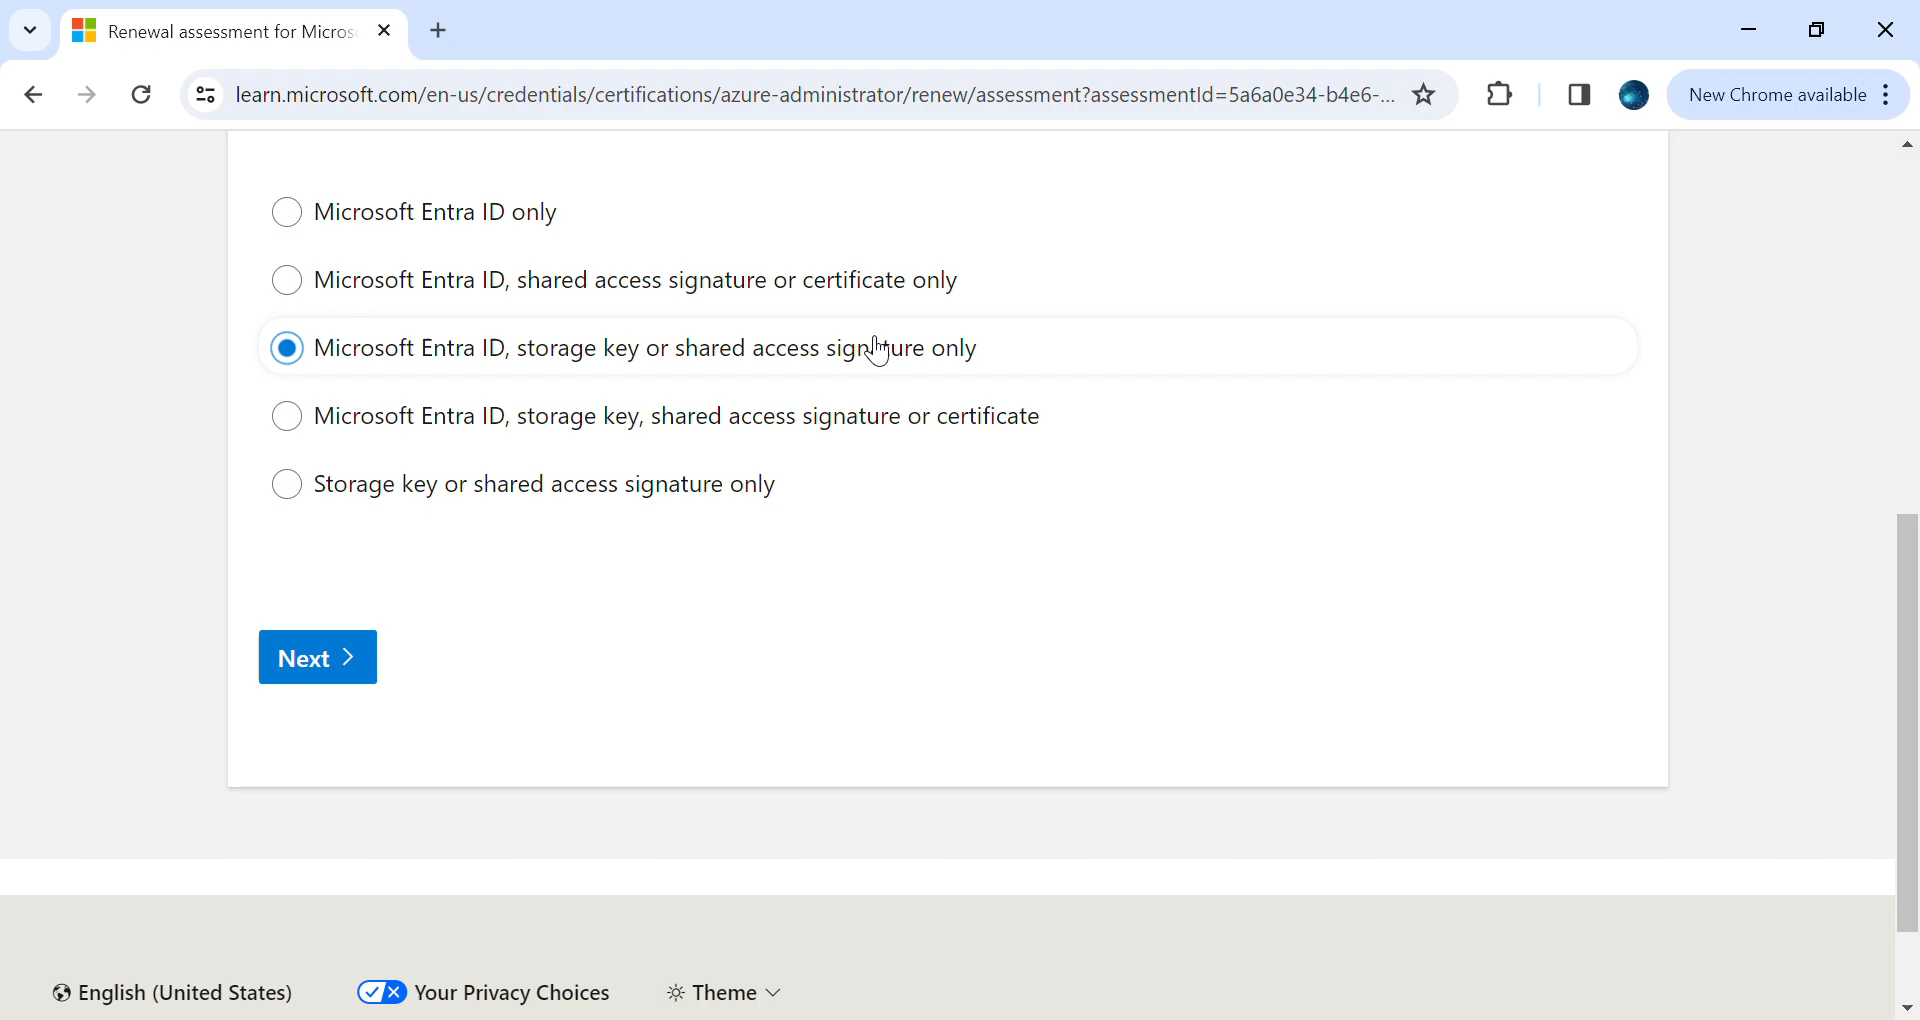 Renewal assessment for Micros
learn.microsoft.com/en-us/credentials/certifications/azure-administrator/renew/assessment?assessmentId=5a6a0e34-b4e6-...
New Chrome available
Microsoft Entra ID only
Microsoft Entra ID, shared access signature or certificate only
Microsoft Entra ID, storage key or shared access signature only
Microsoft Entra ID, storage key, shared access signature or certificate
Storage key or shared access signature only
Next
English (United States)
Your Privacy Choices
Theme